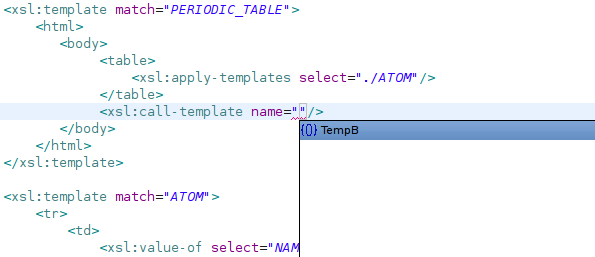 <xsl:template match="PERIODIC_TABLE">
<html>
<body>
<table>
<xsl:apply-templates select="./ATOM"/>
</table>
<xsl:call-template name=""/>
{()} TempB
</body>
</html>
</xsl:template>
<xsl:template match="ATOM">
<tr>
<td>
<xsl:value-of select="NAM